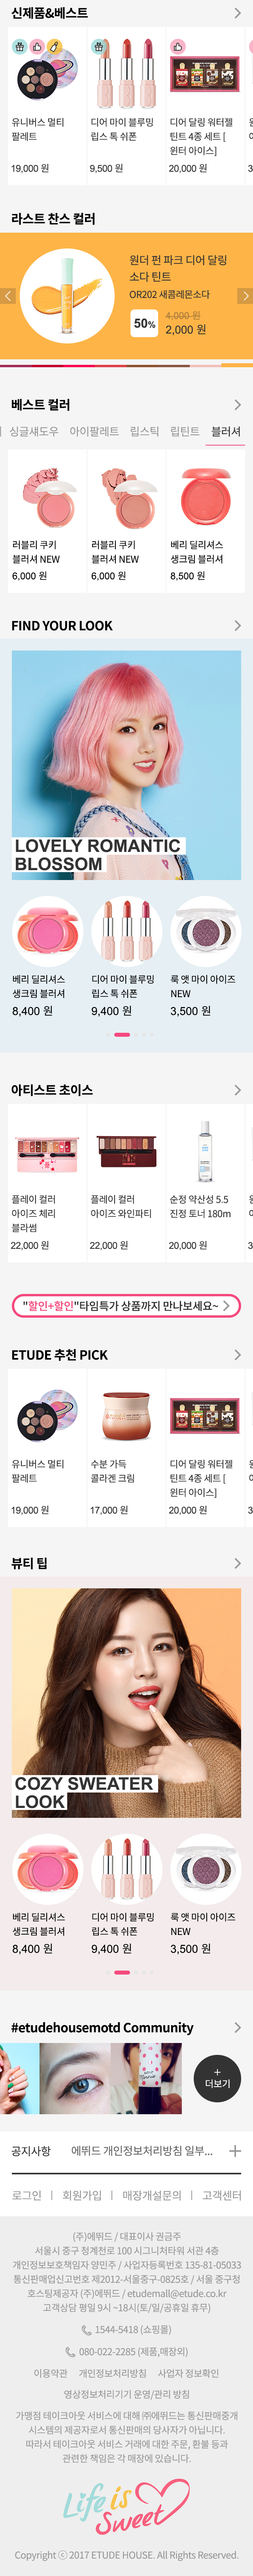 신제품&베스트
유니버스 멀티
팔레트
19,000 원
디어 마이 블루밍
립스 톡 쉬폰
9,500 원
디어 달링 워터젤
틴트 4종 세트 [
윈터 아이스]
20,000 원
라스트 찬스 컬러
원더 펀 파크 디어 달링
소다 틴트
OR202 새콤레몬소다
50%
4,000 원
2,000 원
베스트 컬러
싱글섀도우 아이팔레트 립스틱 립틴트 블러셔
러블리 쿠키
블러셔 NEW
6,000 원
러블리 쿠키
블러셔 NEW
6,000 원
베리 딜리셔스
생크림 블러셔
8,500 원
FIND YOUR LOOK
LOVELY ROMANTIC
BLOSSOM
베리 딜리셔스
생크림 블러셔
8,400 원
디어 마이 블루밍
립스 톡 쉬폰
9,400 원
룩 앳 마이 아이즈
NEW
3,500 원
아티스트 초이스
플레이 컬러
아이즈 체리
블라썸
22,000 원
플레이 컬러
아이즈 와인파티
22,000 원
순정 약산성 5.5
진정 토너 180m
20,000 원
"할인+할인"타임특가 상품까지 만나보세요~
ETUDE 추천 PICK
유니버스 멀티
팔레트
19,000 원
수분 가득
콜라겐 크림
17,000 원
디어 달링 워터젤
틴트 4종 세트 [
윈터 아이스]
20,000 원
뷰티 팁
COZY SWEATER
LOOK
베리 딜리셔스
생크림 블러셔
8,400 원
디어 마이 블루밍
립스 톡 쉬폰
9,400 원
룩 앳 마이 아이즈
NEW
3,500 원
#etudehousemotd Community
+
더보기
공지사항 에뛰드 개인정보처리방침 일부...
로그인 | 회원가입 | 매장개설문의 | 고객센터
(주)에뛰드 / 대표이사 권금주
서울시 중구 청계천로 100 시그니처타워 서관 4층
개인정보보호책임자 양민주 / 사업자등록번호 135-81-05033
통신판매업신고번호 제2012-서울중구-0825호 / 서울 중구청
호스팅제공자 (주)에뛰드 / etudemall@etude.co.kr
고객상담 평일 9시 ~18시(토/일/공휴일 휴무)
1544-5418 (쇼핑몰)
080-022-2285 (제품,매장외)
이용약관 개인정보처리방침 사업자 정보확인
영상정보처리기기 운영/관리 방침
가맹점 테이크아웃 서비스에 대해 ㈜에뛰드는 통신판매중개
시스템의 제공자로서 통신판매의 당사자가 아닙니다.
따라서 테이크아웃 서비스 거래에 대한 주문, 환불 등과
관련한 책임은 각 매장에 있습니다.
Life is
Sweet
Copyright ⓒ 2017 ETUDE HOUSE. All Rights Reserved.